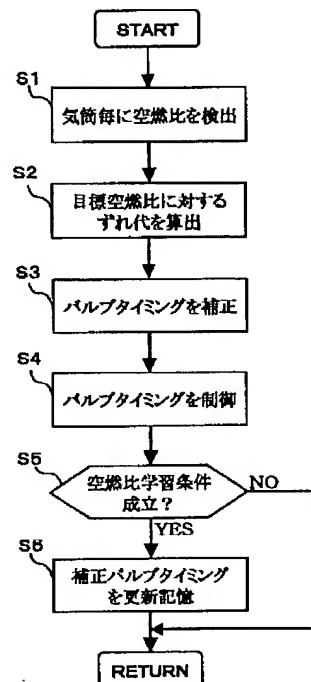 START
S1
気筒毎に空燃比を検出
S2
目標空燃比に対する
ずれ代を算出
S3
バルブタイミングを補正
S4
バルブタイミングを制御
S5
空燃比学習条件
成立？
NO
YES
S6
補正バルブタイミング
を更新記憶
RETURN